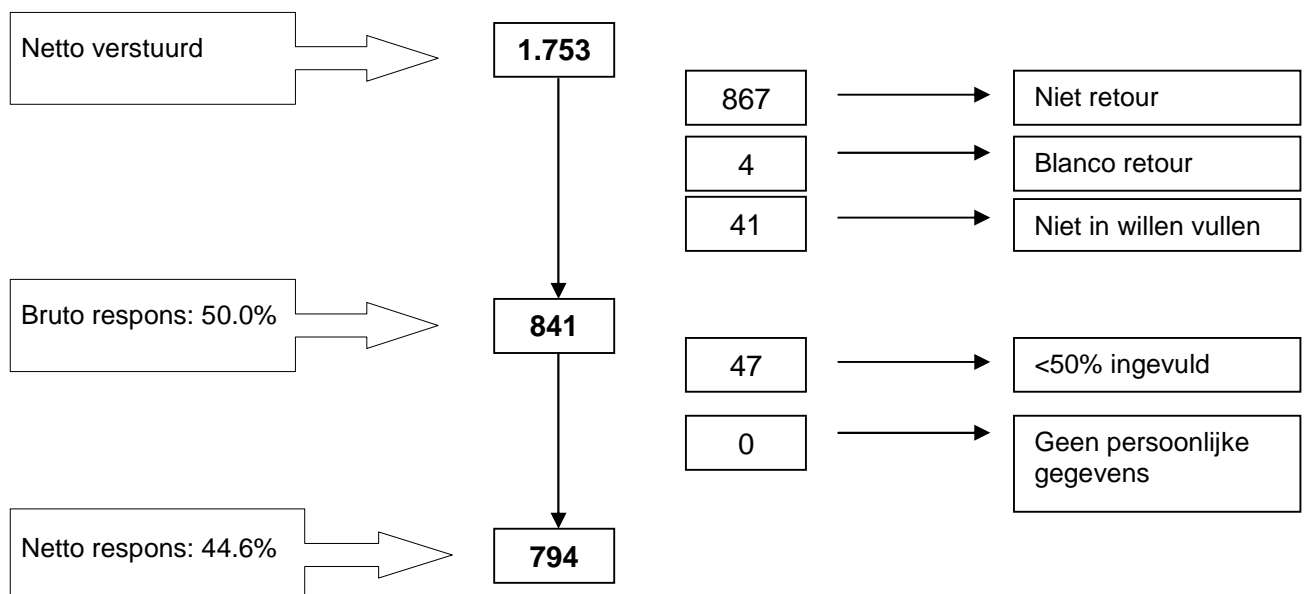 Netto verstuurd
1.753
867
Niet retour
4
Blanco retour
41
Niet in willen vullen
Bruto respons: 50.0%
841
47
<50% ingevuld
0
Geen persoonlijke
gegevens
Netto respons: 44.6%
794